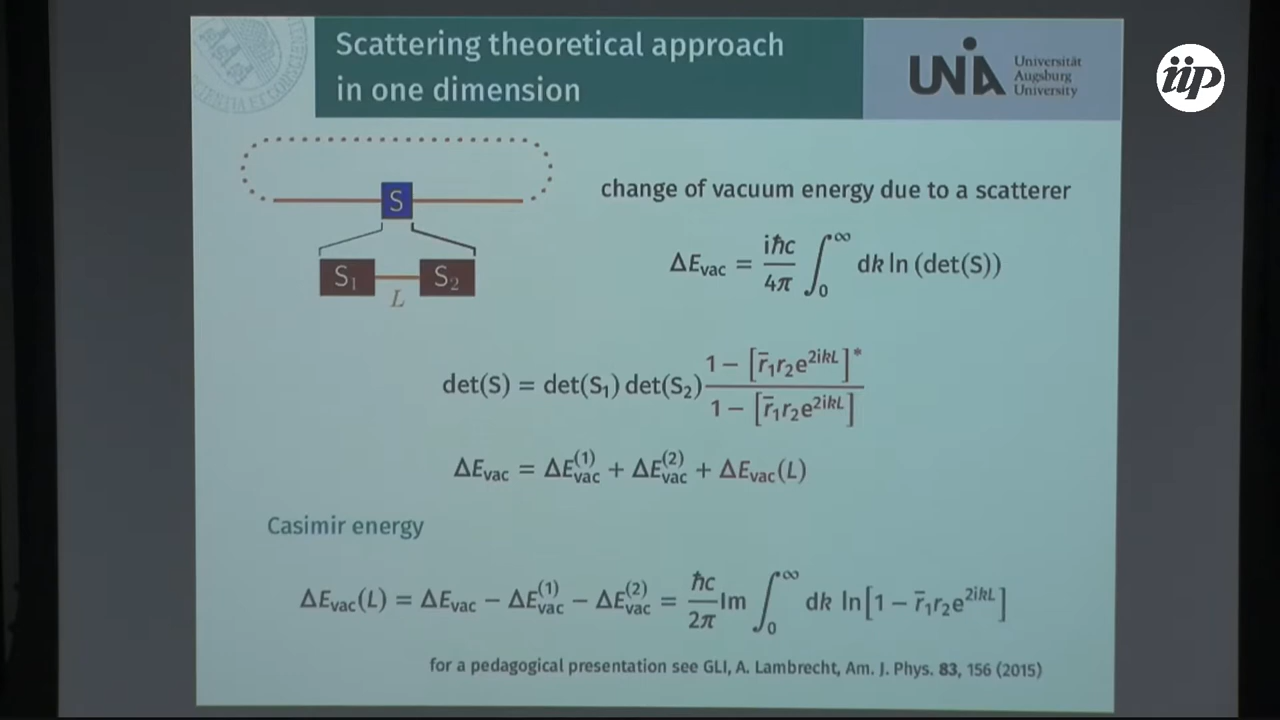 Scattering theoretical approach
in one dimension
UNIA
Universität
Augsburg
University
iip
S
change of vacuum energy due to a scatterer
ΔE_vac = iħc/4π ∫₀^∞ dk ln (det(S))
S₁ S₂
L
det(S) = det(S₁) det(S₂) (1 − [r̄₁r₂e^{2ikL}]*) / (1 − [r̄₁r₂e^{2ikL}])
ΔE_vac = ΔE_vac^(1) + ΔE_vac^(2) + ΔE_vac(L)
Casimir energy
ΔE_vac(L) = ΔE_vac − ΔE_vac^(1) − ΔE_vac^(2) = ħc/2π Im ∫₀^∞ dk ln[1 − r̄₁r₂e^{2ikL}]
for a pedagogical presentation see GLI, A. Lambrecht, Am. J. Phys. 83, 156 (2015)